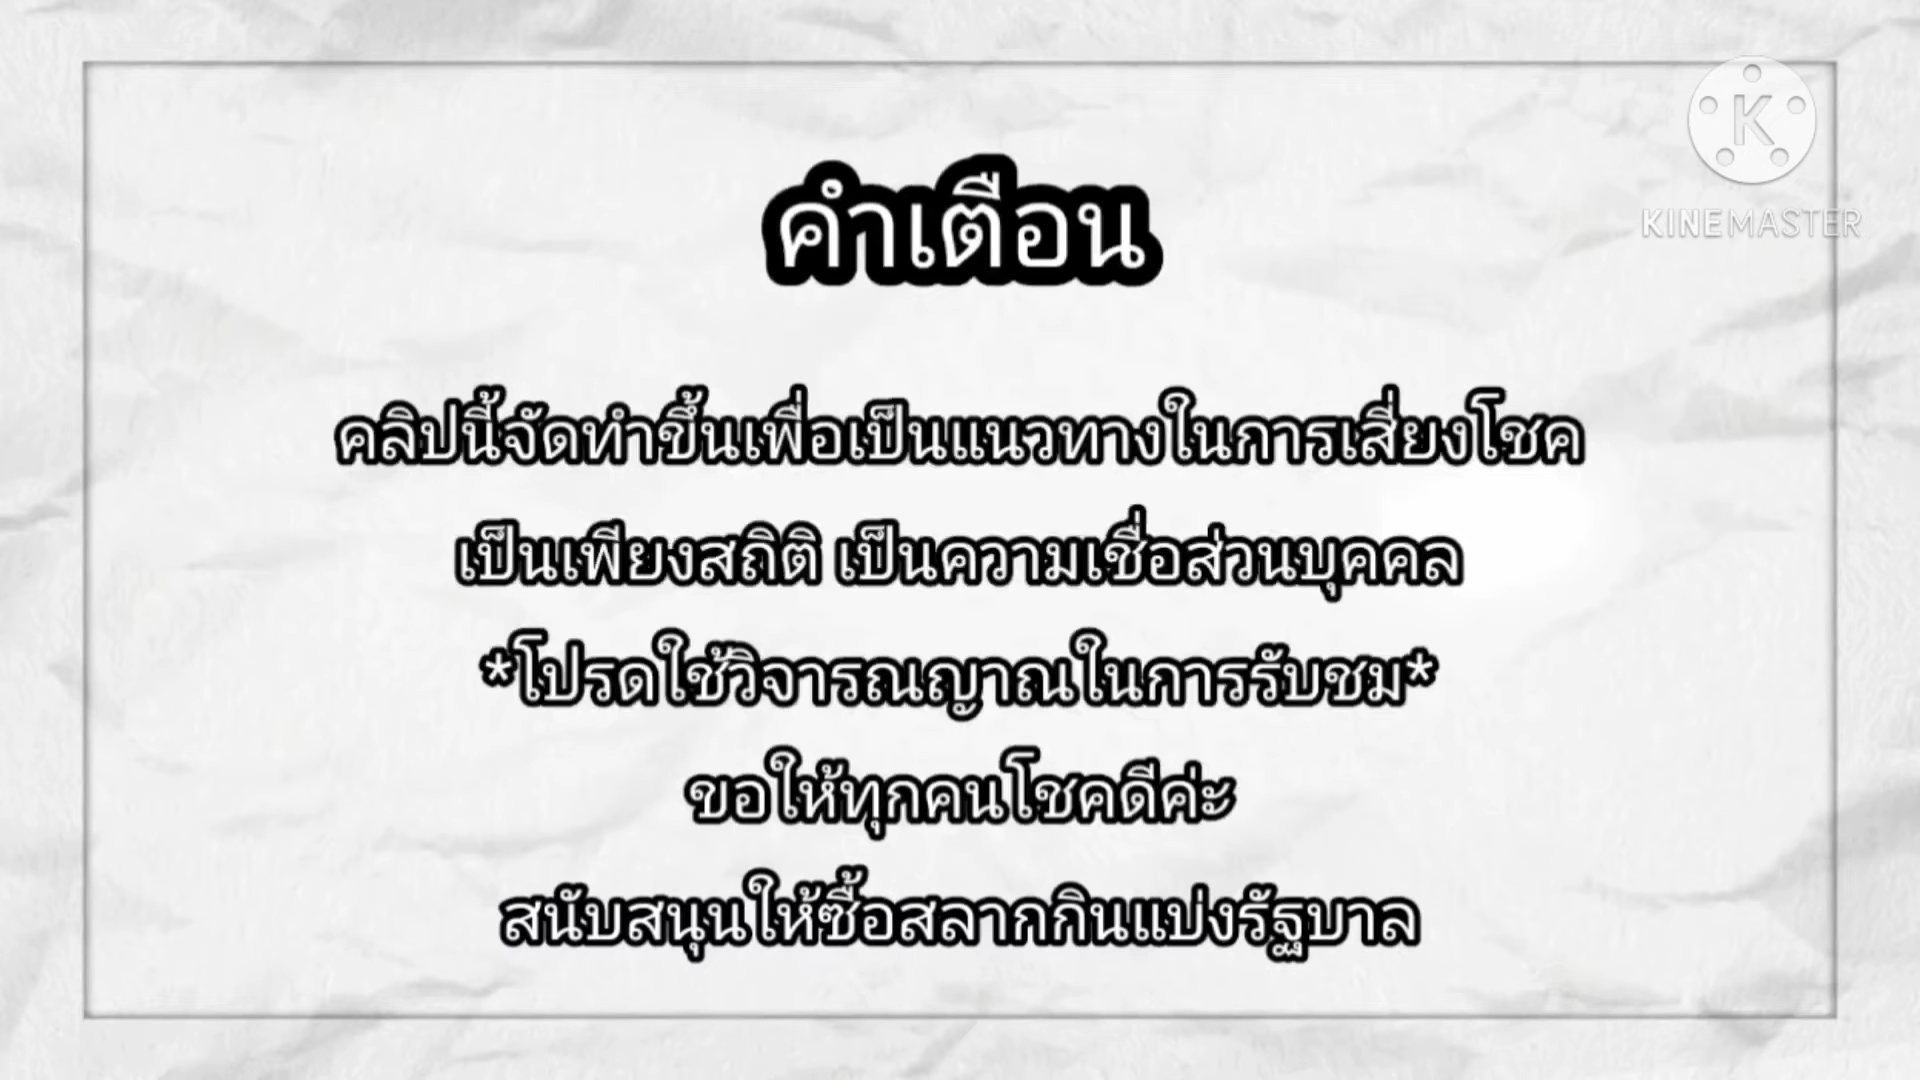 คำเตือน
คลิปนี้จัดทำขึ้นเพื่อเป็นแนวทางในการเสี่ยงโชค
เป็นเพียงสถิติ เป็นความเชื่อส่วนบุคคล
*โปรดใช้วิจารณญาณในการรับชม*
ขอให้ทุกคนโชคดีค่ะ
สนับสนุนให้ซื้อสลากกินแบ่งรัฐบาล
K
KINEMASTER